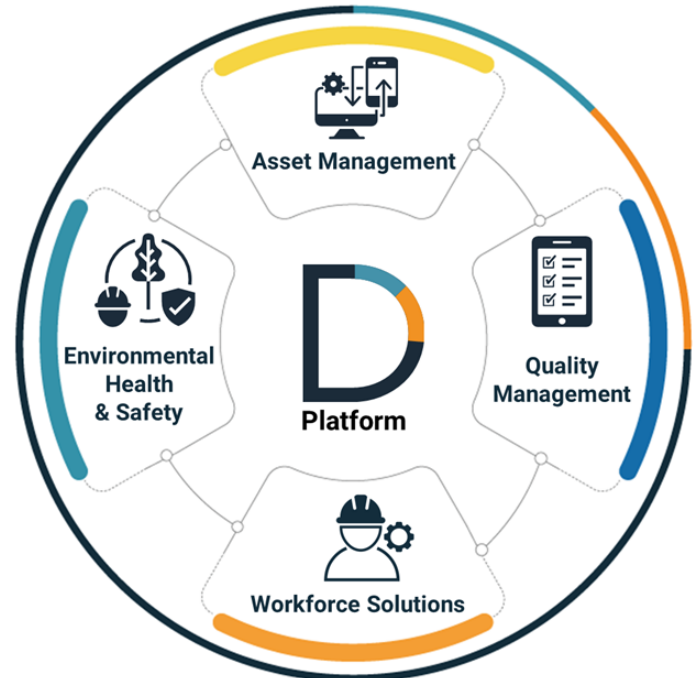 Asset Management
Environmental
Health
& Safety
Quality
Management
D
Platform
Workforce Solutions